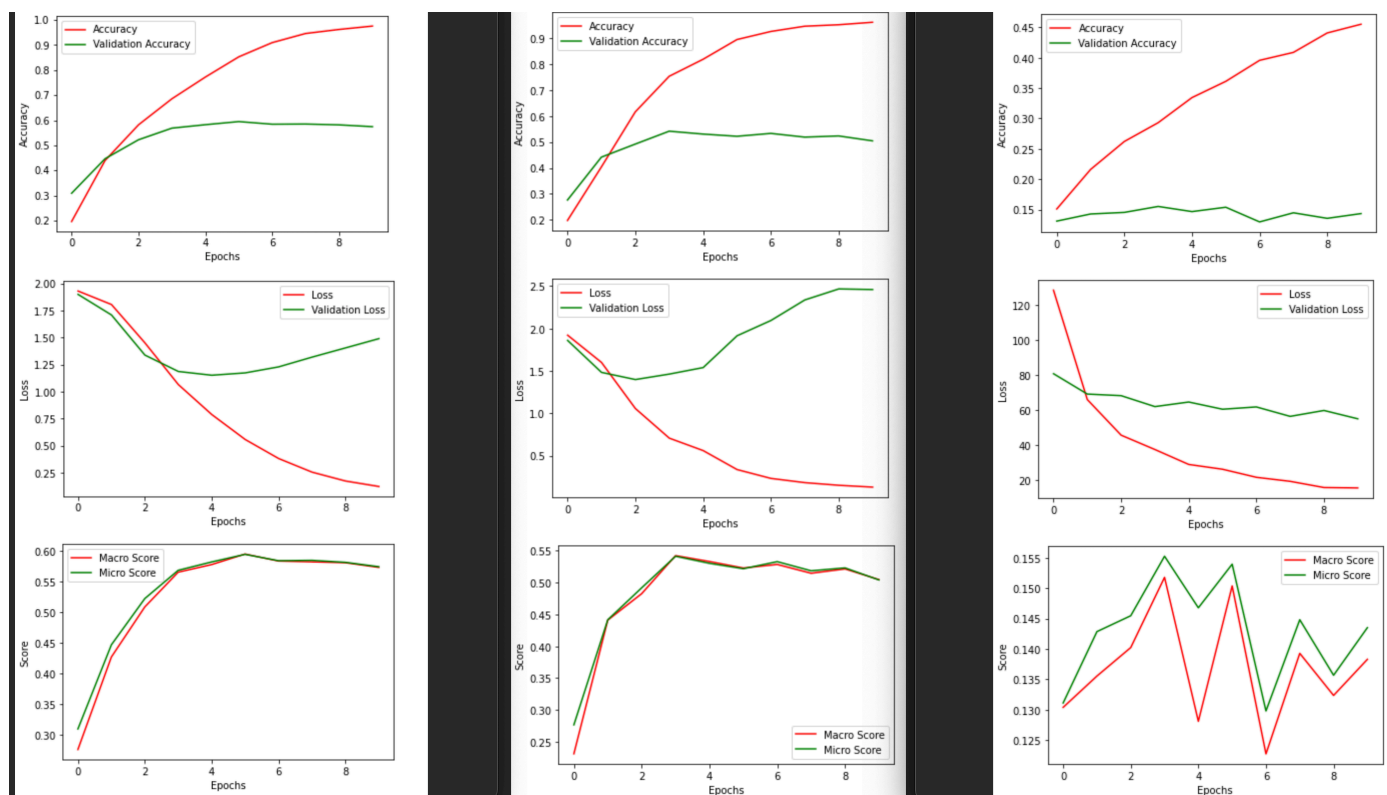 1.0
0.9
0.8
0.7
0.6
0.5
0.4
0.3
0.2
Accuracy
Accuracy
Validation Accuracy
0 2 4 6 8
Epochs
0.9
0.8
0.7
0.6
0.5
0.4
0.3
0.2
Accuracy
Accuracy
Validation Accuracy
0 2 4 6 8
Epochs
0.45
0.40
0.35
0.30
0.25
0.20
0.15
Accuracy
Accuracy
Validation Accuracy
0 2 4 6 8
Epochs
2.00
1.75
1.50
1.25
1.00
0.75
0.50
0.25
Loss
Loss
Validation Loss
0 2 4 6 8
Epochs
2.5
2.0
1.5
1.0
0.5
Loss
Loss
Validation Loss
0 2 4 6 8
Epochs
120
100
80
60
40
20
Loss
Loss
Validation Loss
0 2 4 6 8
Epochs
0.60
0.55
0.50
0.45
0.40
0.35
0.30
Score
Macro Score
Micro Score
0 2 4 6 8
Epochs
0.55
0.50
0.45
0.40
0.35
0.30
0.25
Score
Macro Score
Micro Score
0 2 4 6 8
Epochs
0.155
0.150
0.145
0.140
0.135
0.130
0.125
Score
Macro Score
Micro Score
0 2 4 6 8
Epochs